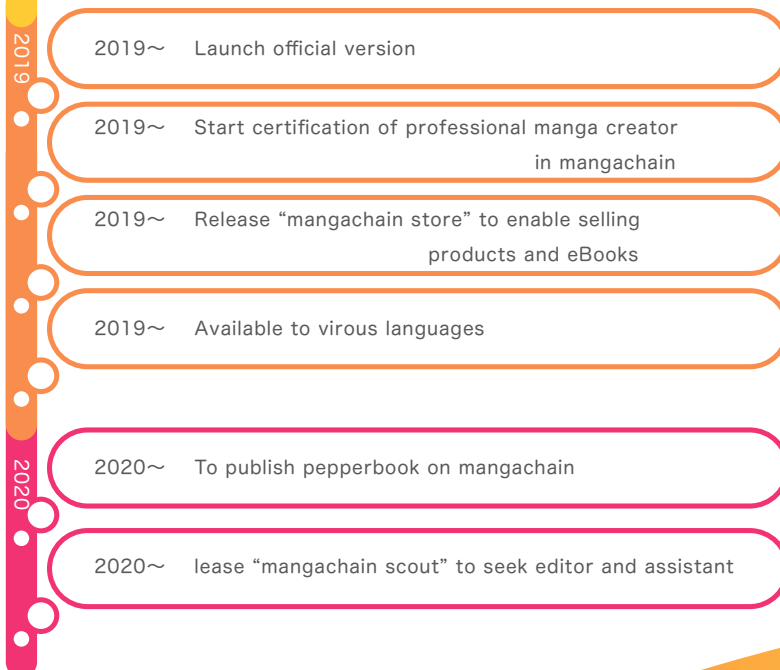 2019
2019～ Launch official version
2019～ Start certification of professional manga creator
in mangachain
2019～ Release “mangachain store” to enable selling
products and eBooks
2019～ Available to virous languages
2020
2020～ To publish pepperbook on mangachain
2020～ lease “mangachain scout” to seek editor and assistant